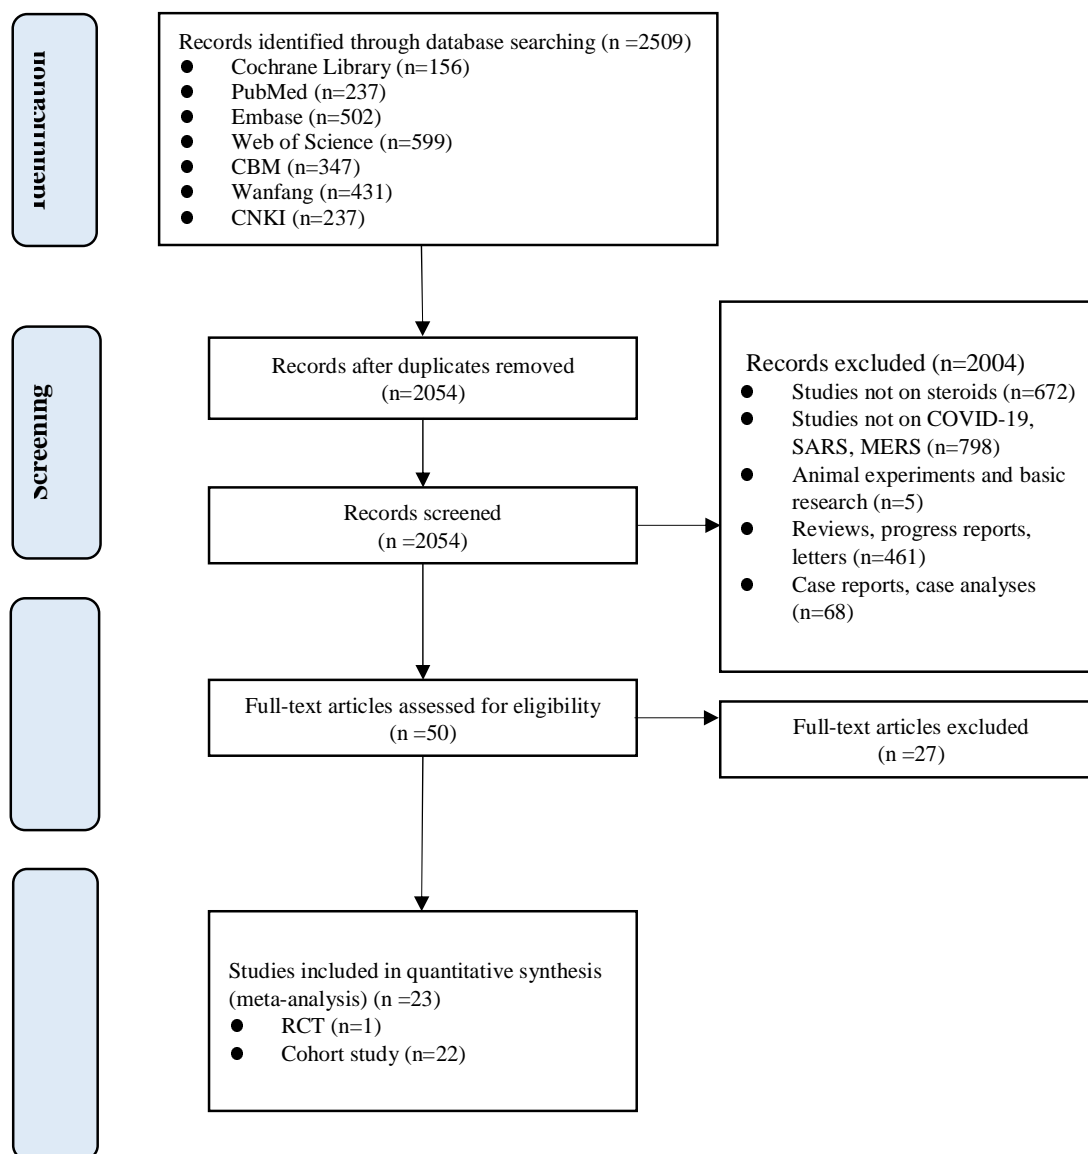 Identification
Records identified through database searching (n =2509)
● Cochrane Library (n=156)
● PubMed (n=237)
● Embase (n=502)
● Web of Science (n=599)
● CBM (n=347)
● Wanfang (n=431)
● CNKI (n=237)
Screening
Records after duplicates removed
(n=2054)
Records screened
(n =2054)
Records excluded (n=2004)
● Studies not on steroids (n=672)
● Studies not on COVID-19,
SARS, MERS (n=798)
● Animal experiments and basic
research (n=5)
● Reviews, progress reports,
letters (n=461)
● Case reports, case analyses
(n=68)
Full-text articles assessed for eligibility
(n =50)
Full-text articles excluded
(n =27)
Studies included in quantitative synthesis
(meta-analysis) (n =23)
● RCT (n=1)
● Cohort study (n=22)